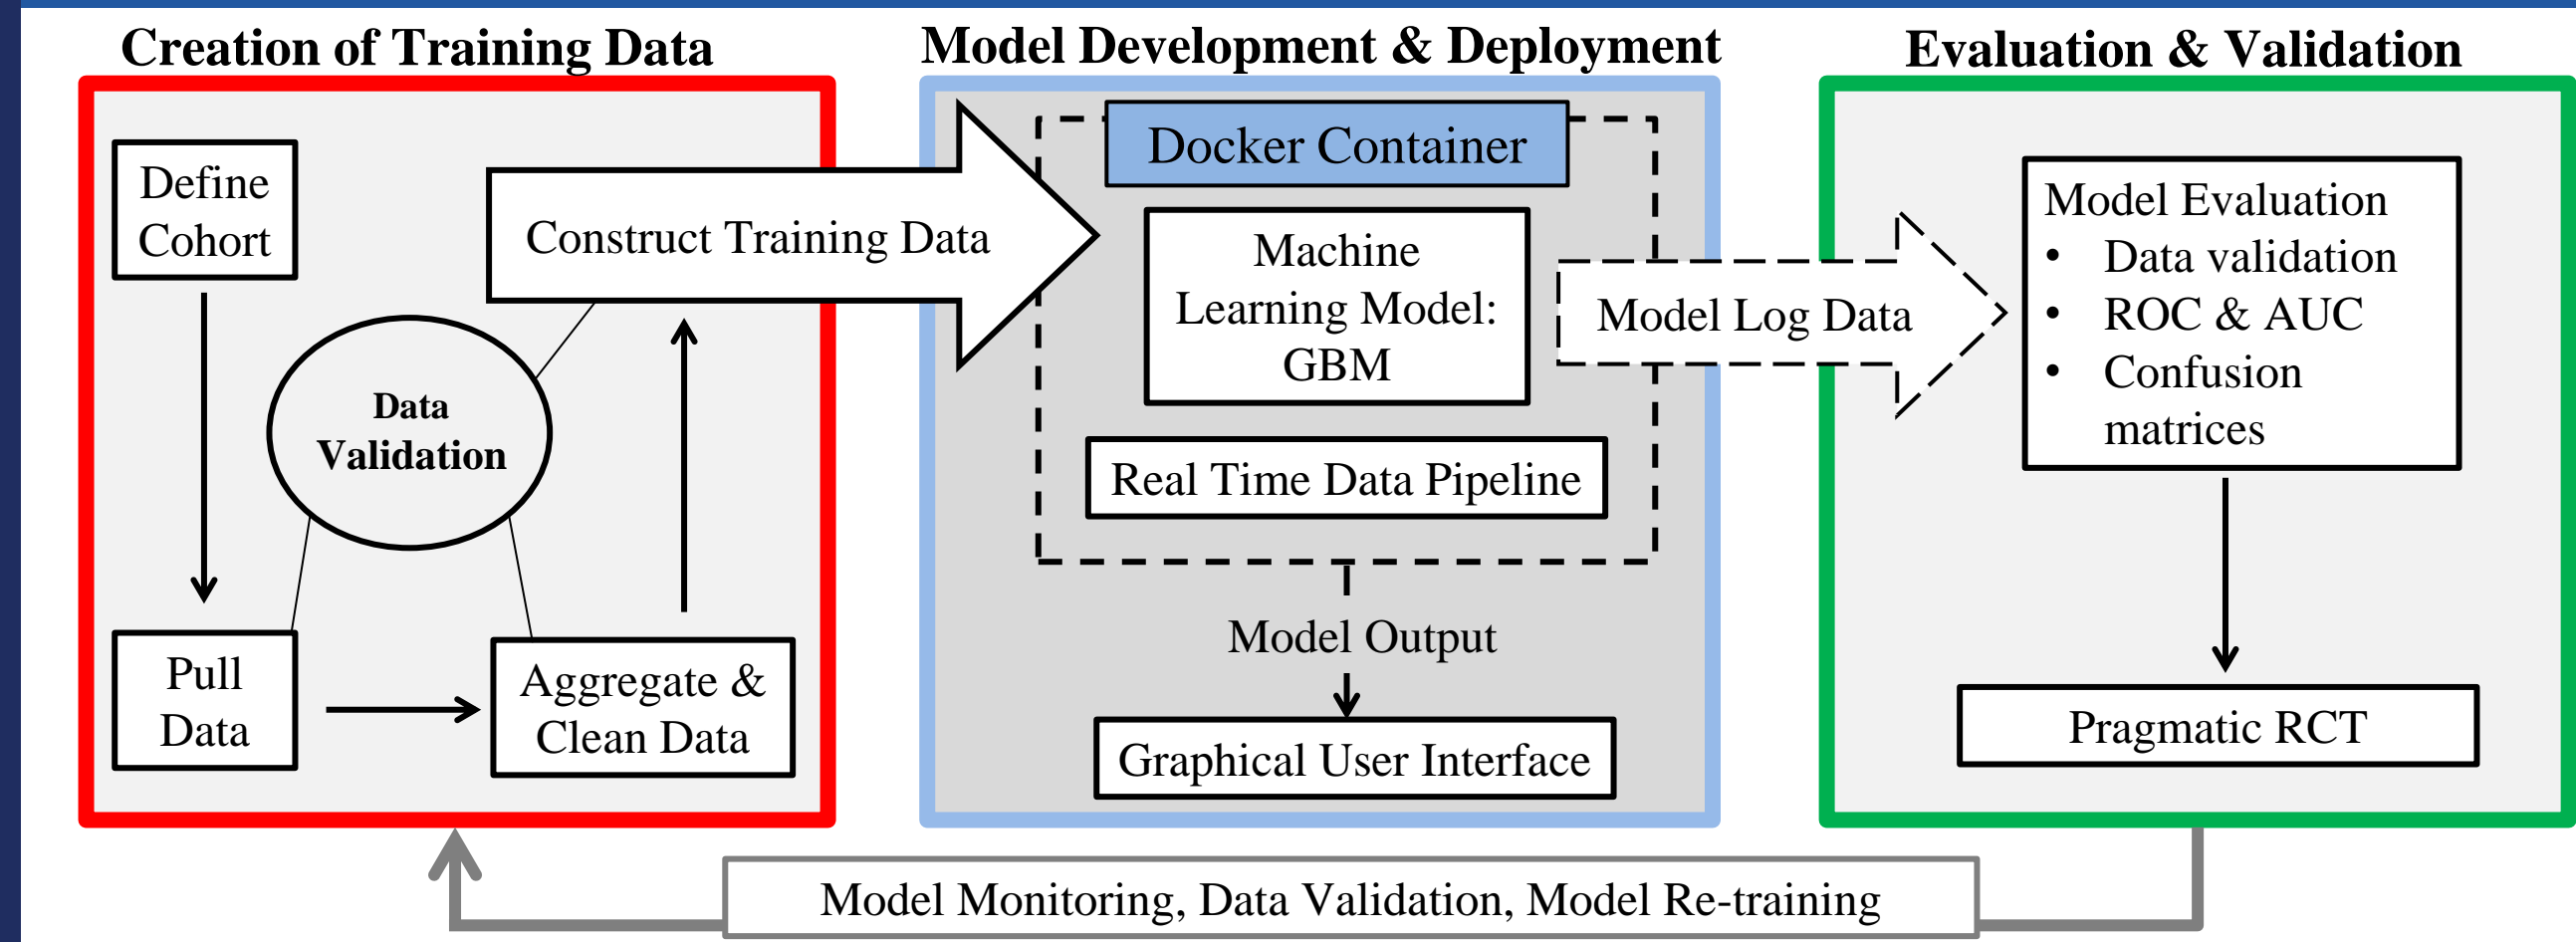 Creation of Training Data
Define
Cohort
Construct Training Data
Data
Validation
Pull
Data
Aggregate &
Clean Data
Model Development & Deployment
Docker Container
Machine
Learning Model:
GBM
Real Time Data Pipeline
Model Output
Graphical User Interface
Model Log Data
Evaluation & Validation
Model Evaluation
• Data validation
• ROC & AUC
• Confusion
matrices
Pragmatic RCT
Model Monitoring, Data Validation, Model Re-training